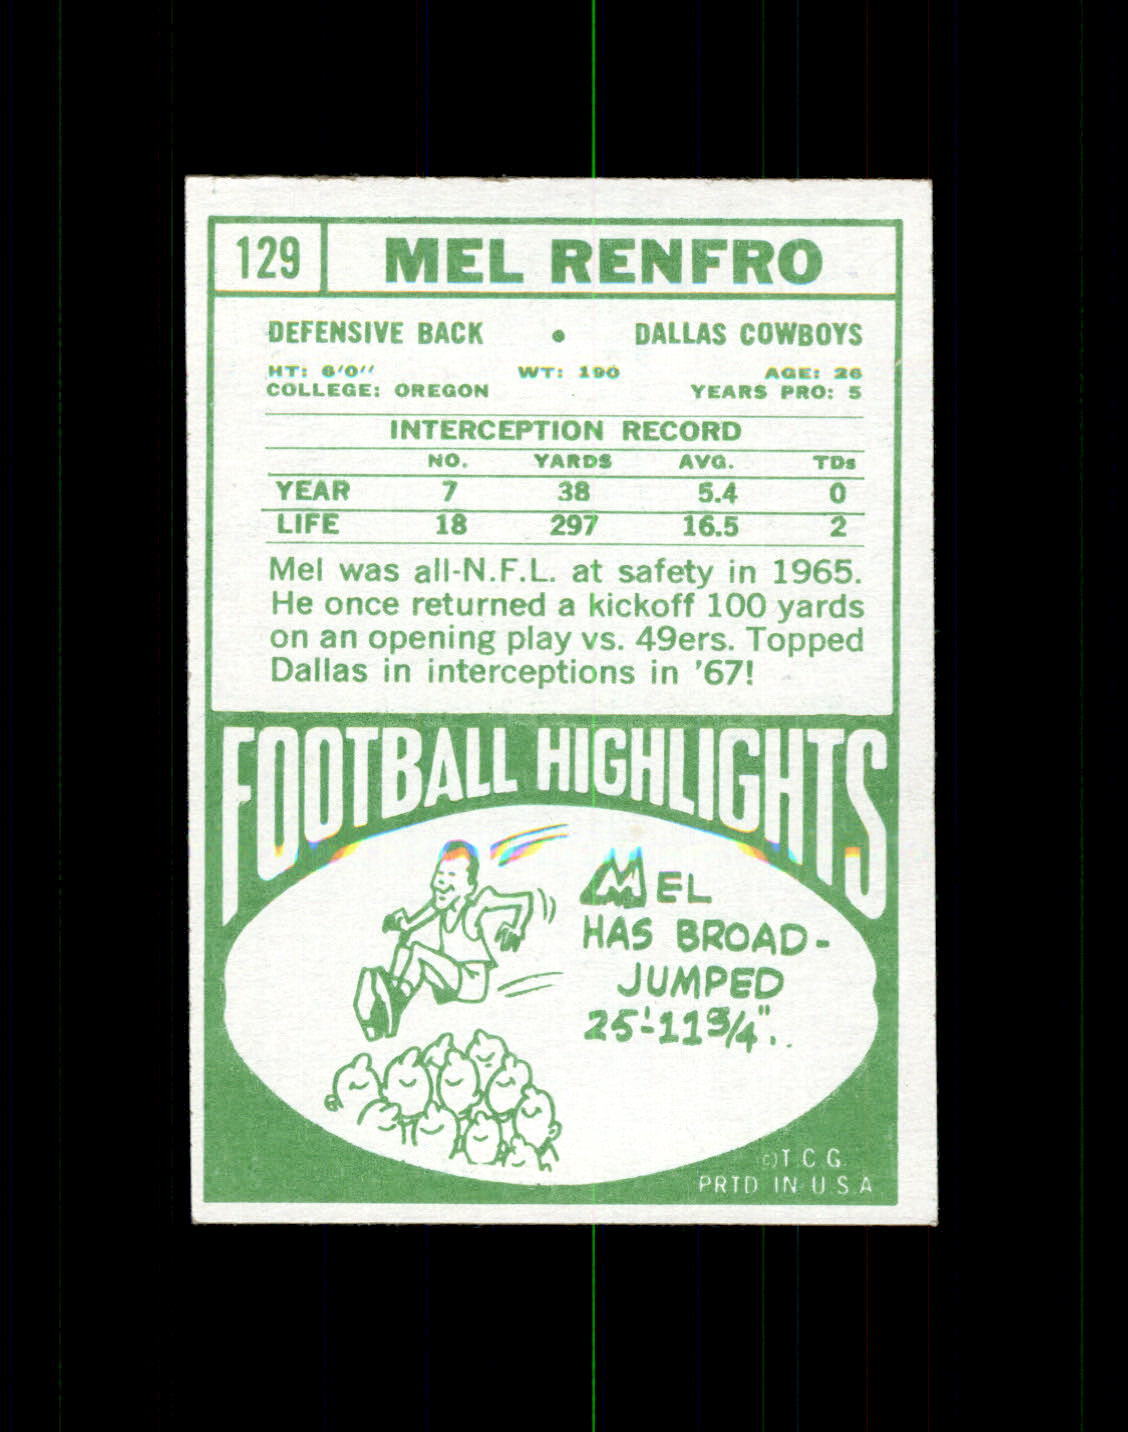 129 MEL RENFRO
DEFENSIVE BACK • DALLAS COWBOYS
HT: 6'0'' WT: 190 AGE: 26
COLLEGE: OREGON YEARS PRO: 5
INTERCEPTION RECORD
NO. YARDS AVG. TDs
YEAR 7 38 5.4 0
LIFE 18 297 16.5 2
Mel was all-N.F.L. at safety in 1965.
He once returned a kickoff 100 yards
on an opening play vs. 49ers. Topped
Dallas in interceptions in '67!
FOOTBALL HIGHLIGHTS
MEL
HAS BROAD-
JUMPED
25'-11 3/4"..
©T.C.G.
PRTD IN U.S.A